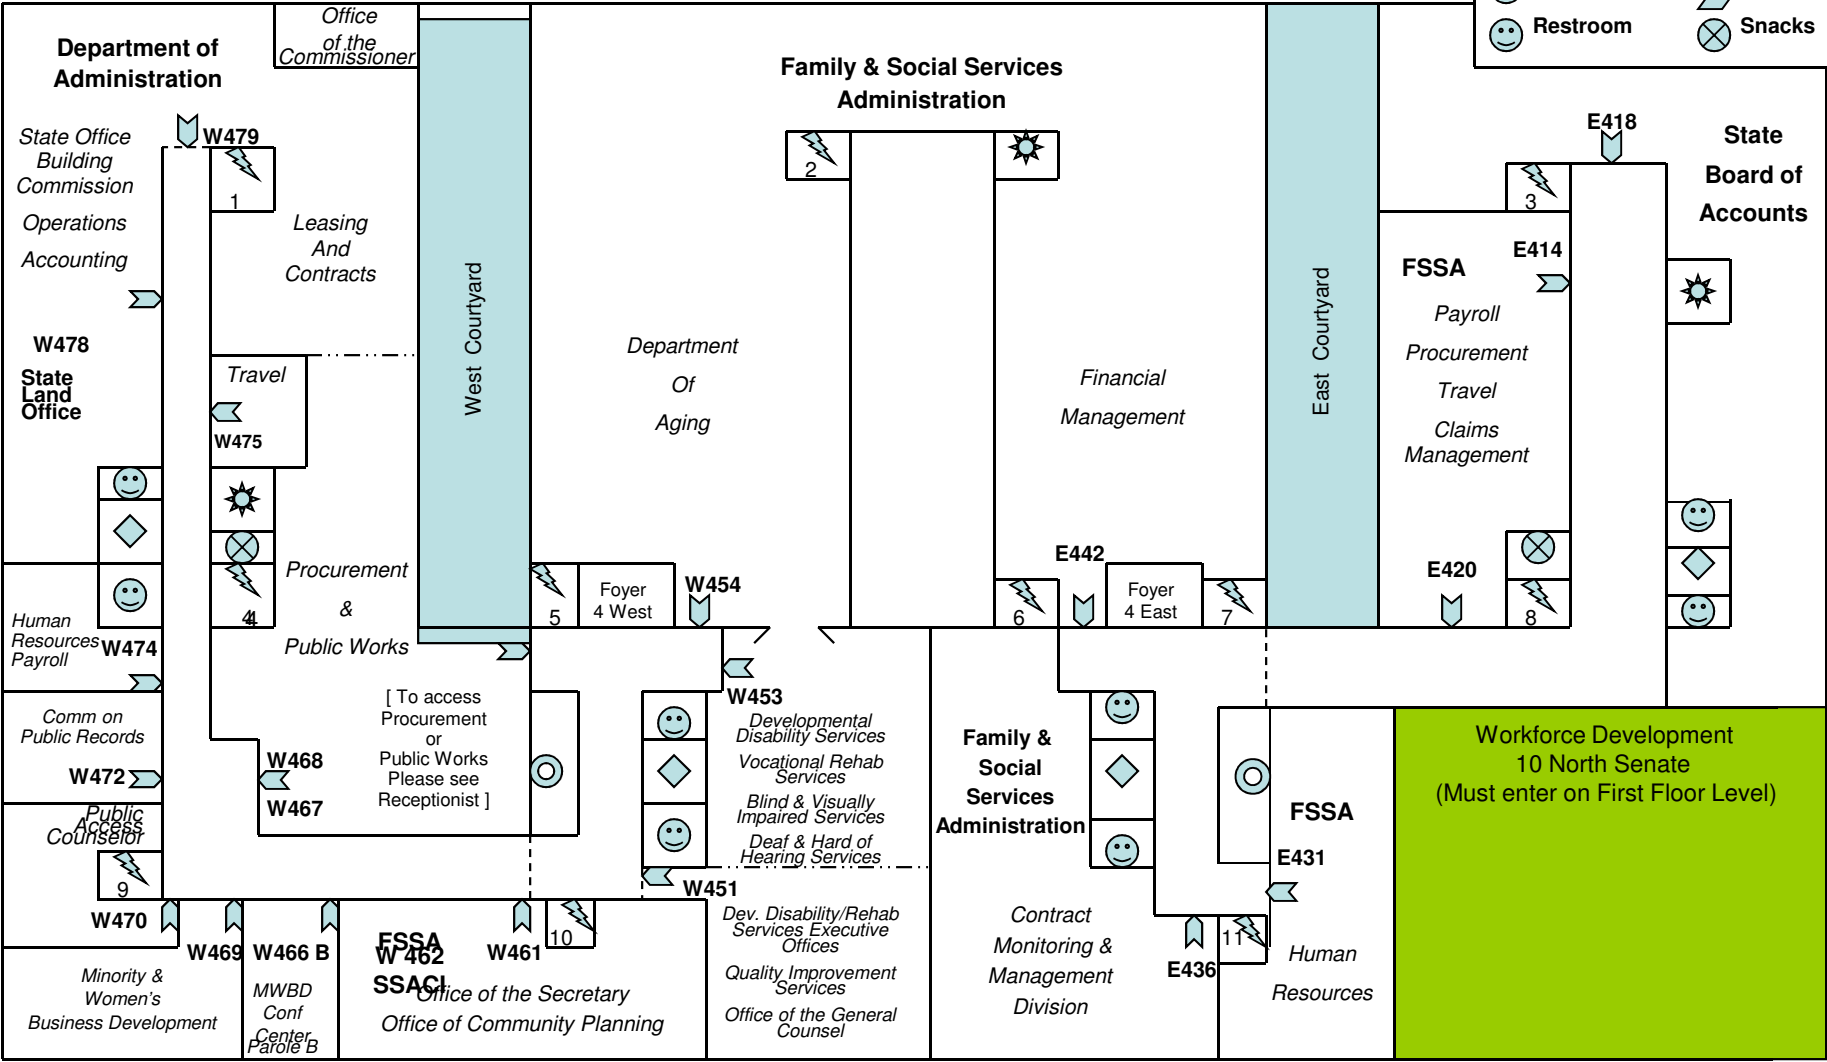 Office
of the
Commissioner
Department of
Administration
Family & Social Services
Administration
Restroom
Snacks
State Office
Building
Commission
Operations
Accounting
W479
1
Leasing
And
Contracts
2
E418
3
State
Board of
Accounts
E414
FSSA
Payroll
Procurement
Travel
Claims
Management
W478
State
Land
Office
Travel
W475
West Courtyard
Department
Of
Aging
Financial
Management
East Courtyard
Procurement
&
Public Works
4
5
Foyer
4 West
W454
E442
6
Foyer
4 East
7
E420
8
Human
Resources
Payroll
W474
[ To access
Procurement
or
Public Works
Please see
Receptionist ]
W453
Developmental
Disability Services
Vocational Rehab
Services
Blind & Visually
Impaired Services
Deaf & Hard of
Hearing Services
Comm on
Public Records
W472
W468
W467
Family &
Social
Services
Administration
FSSA
E431
Workforce Development
10 North Senate
(Must enter on First Floor Level)
Public
Access
Counselor
9
W470
W469
W466 B
FSSA
W 462
SSACI
W461
10
W451
Dev. Disability/Rehab
Services Executive
Offices
Quality Improvement
Services
Office of the General
Counsel
Contract
Monitoring &
Management
Division
E436
11
Human
Resources
Minority &
Women's
Business Development
MWBD
Conf
Center
Parole B
Office of the Secretary
Office of Community Planning